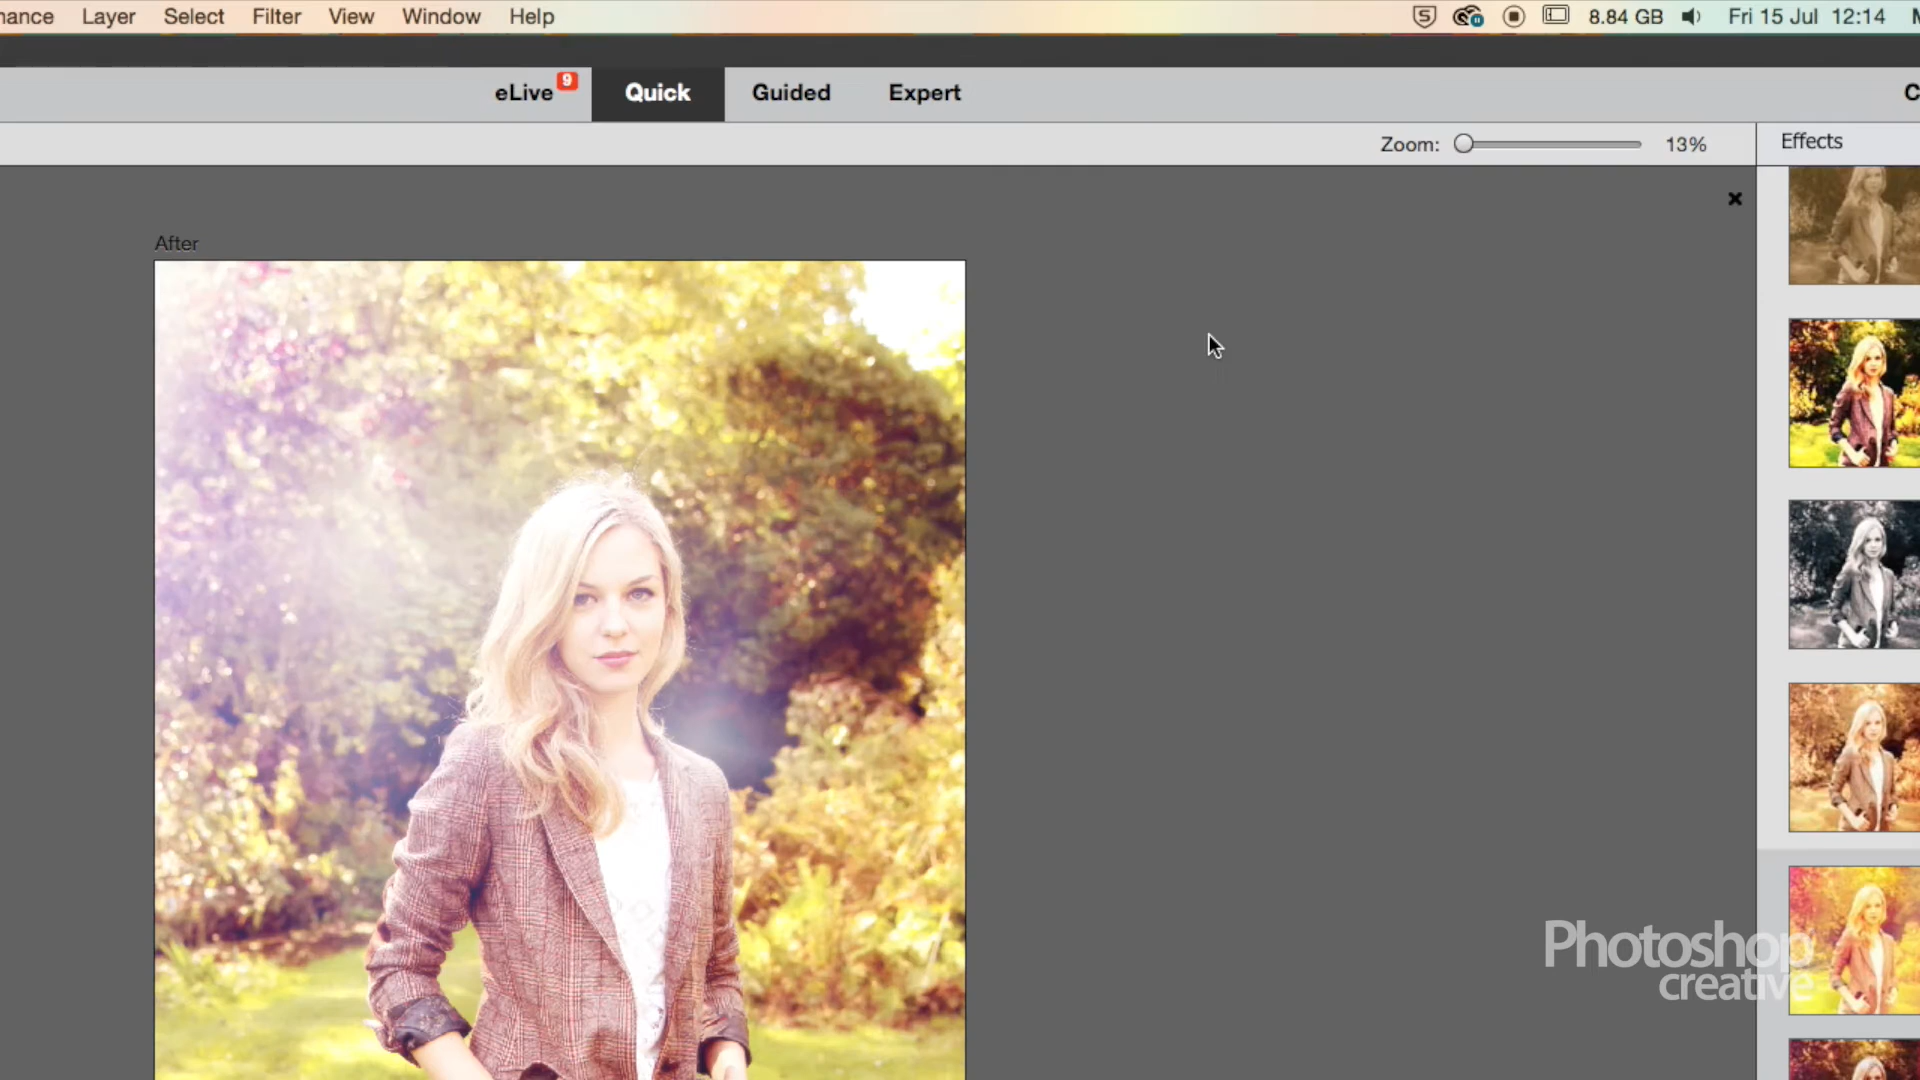 Layer Select Filter View Window Help 8.84 GB Fri 15 Jul 12:14
eLive 9 Quick Guided Expert
Zoom: 13% Effects
After
Photoshop
creative